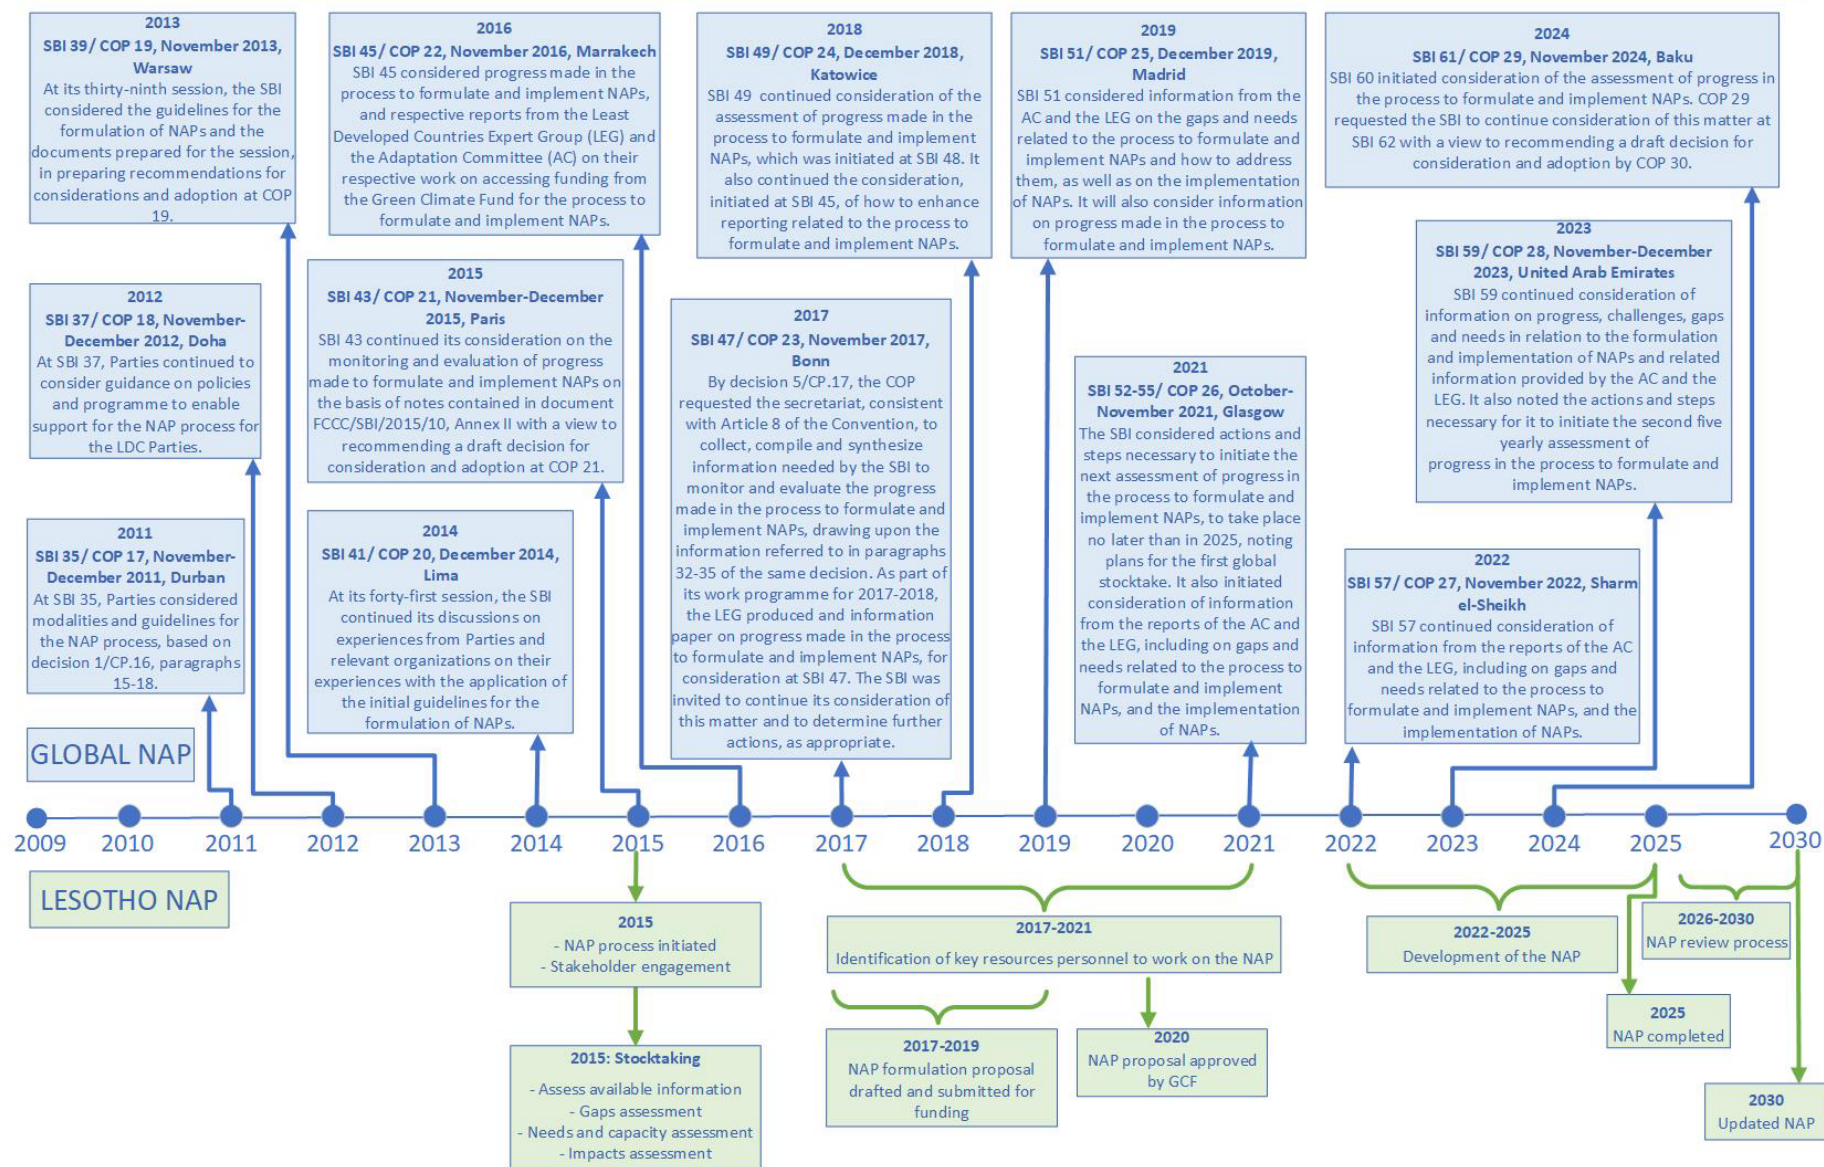 2013
SBI 39/ COP 19, November 2013,
Warsaw
At its thirty-ninth session, the SBI
considered the guidelines for the
formulation of NAPs and the
documents prepared for the session,
in preparing recommendations for
considerations and adoption at COP
19.
2016
SBI 45/ COP 22, November 2016, Marrakech
SBI 45 considered progress made in the
process to formulate and implement NAPs,
and respective reports from the Least
Developed Countries Expert Group (LEG) and
the Adaptation Committee (AC) on their
respective work on accessing funding from
the Green Climate Fund for the process to
formulate and implement NAPs.
2018
SBI 49/ COP 24, December 2018,
Katowice
SBI 49 continued consideration of the
assessment of progress made in the
process to formulate and implement
NAPs, which was initiated at SBI 48. It
also continued the consideration,
initiated at SBI 45, of how to enhance
reporting related to the process to
formulate and implement NAPs.
2019
SBI 51/ COP 25, December 2019,
Madrid
SBI 51 considered information from the
AC and the LEG on the gaps and needs
related to the process to formulate and
implement NAPs and how to address
them, as well as on the implementation
of NAPs. It will also consider information
on progress made in the process to
formulate and implement NAPs.
2024
SBI 61/ COP 29, November 2024, Baku
SBI 60 initiated consideration of the assessment of progress in
the process to formulate and implement NAPs. COP 29
requested the SBI to continue consideration of this matter at
SBI 62 with a view to recommending a draft decision for
consideration and adoption by COP 30.
2012
SBI 37/ COP 18, November-
December 2012, Doha
At SBI 37, Parties continued to
consider guidance on policies
and programme to enable
support for the NAP process for
the LDC Parties.
2015
SBI 43/ COP 21, November-December
2015, Paris
SBI 43 continued its consideration on the
monitoring and evaluation of progress
made to formulate and implement NAPs on
the basis of notes contained in document
FCCC/SBI/2015/10, Annex II with a view to
recommending a draft decision for
consideration and adoption at COP 21.
2017
SBI 47/ COP 23, November 2017,
Bonn
By decision 5/CP.17, the COP
requested the secretariat, consistent
with Article 8 of the Convention, to
collect, compile and synthesize
information needed by the SBI to
monitor and evaluate the progress
made in the process to formulate and
implement NAPs, drawing upon the
information referred to in paragraphs
32-35 of the same decision. As part of
its work programme for 2017-2018,
the LEG produced and information
paper on progress made in the process
to formulate and implement NAPs, for
consideration at SBI 47. The SBI was
invited to continue its consideration of
this matter and to determine further
actions, as appropriate.
2021
SBI 52-55/ COP 26, October-
November 2021, Glasgow
The SBI considered actions and
steps necessary to initiate the
next assessment of progress in
the process to formulate and
implement NAPs, to take place
no later than in 2025, noting
plans for the first global
stocktake. It also initiated
consideration of information
from the reports of the AC and
the LEG, including on gaps and
needs related to the process to
formulate and implement
NAPs, and the implementation
of NAPs.
2023
SBI 59/ COP 28, November-December
2023, United Arab Emirates
SBI 59 continued consideration of
information on progress, challenges, gaps
and needs in relation to the formulation
and implementation of NAPs and related
information provided by the AC and the
LEG. It also noted the actions and steps
necessary for it to initiate the second five
yearly assessment of
progress in the process to formulate and
implement NAPs.
2011
SBI 35/ COP 17, November-
December 2011, Durban
At SBI 35, Parties considered
modalities and guidelines for
the NAP process, based on
decision 1/CP.16, paragraphs
15-18.
2014
SBI 41/ COP 20, December 2014,
Lima
At its forty-first session, the SBI
continued its discussions on
experiences from Parties and
relevant organizations on their
experiences with the application of
the initial guidelines for the
formulation of NAPs.
2022
SBI 57/ COP 27, November 2022, Sharm
el-Sheikh
SBI 57 continued consideration of
information from the reports of the AC
and the LEG, including on gaps and
needs related to the process to
formulate and implement NAPs, and the
implementation of NAPs.
GLOBAL NAP
2009 2010 2011 2012 2013 2014 2015 2016 2017 2018 2019 2020 2021 2022 2023 2024 2025 2030
LESOTHO NAP
2015
- NAP process initiated
- Stakeholder engagement
2015: Stocktaking
- Assess available information
- Gaps assessment
- Needs and capacity assessment
- Impacts assessment
2017-2021
Identification of key resources personnel to work on the NAP
2017-2019
NAP formulation proposal
drafted and submitted for
funding
2020
NAP proposal approved
by GCF
2022-2025
Development of the NAP
2026-2030
NAP review process
2025
NAP completed
2030
Updated NAP